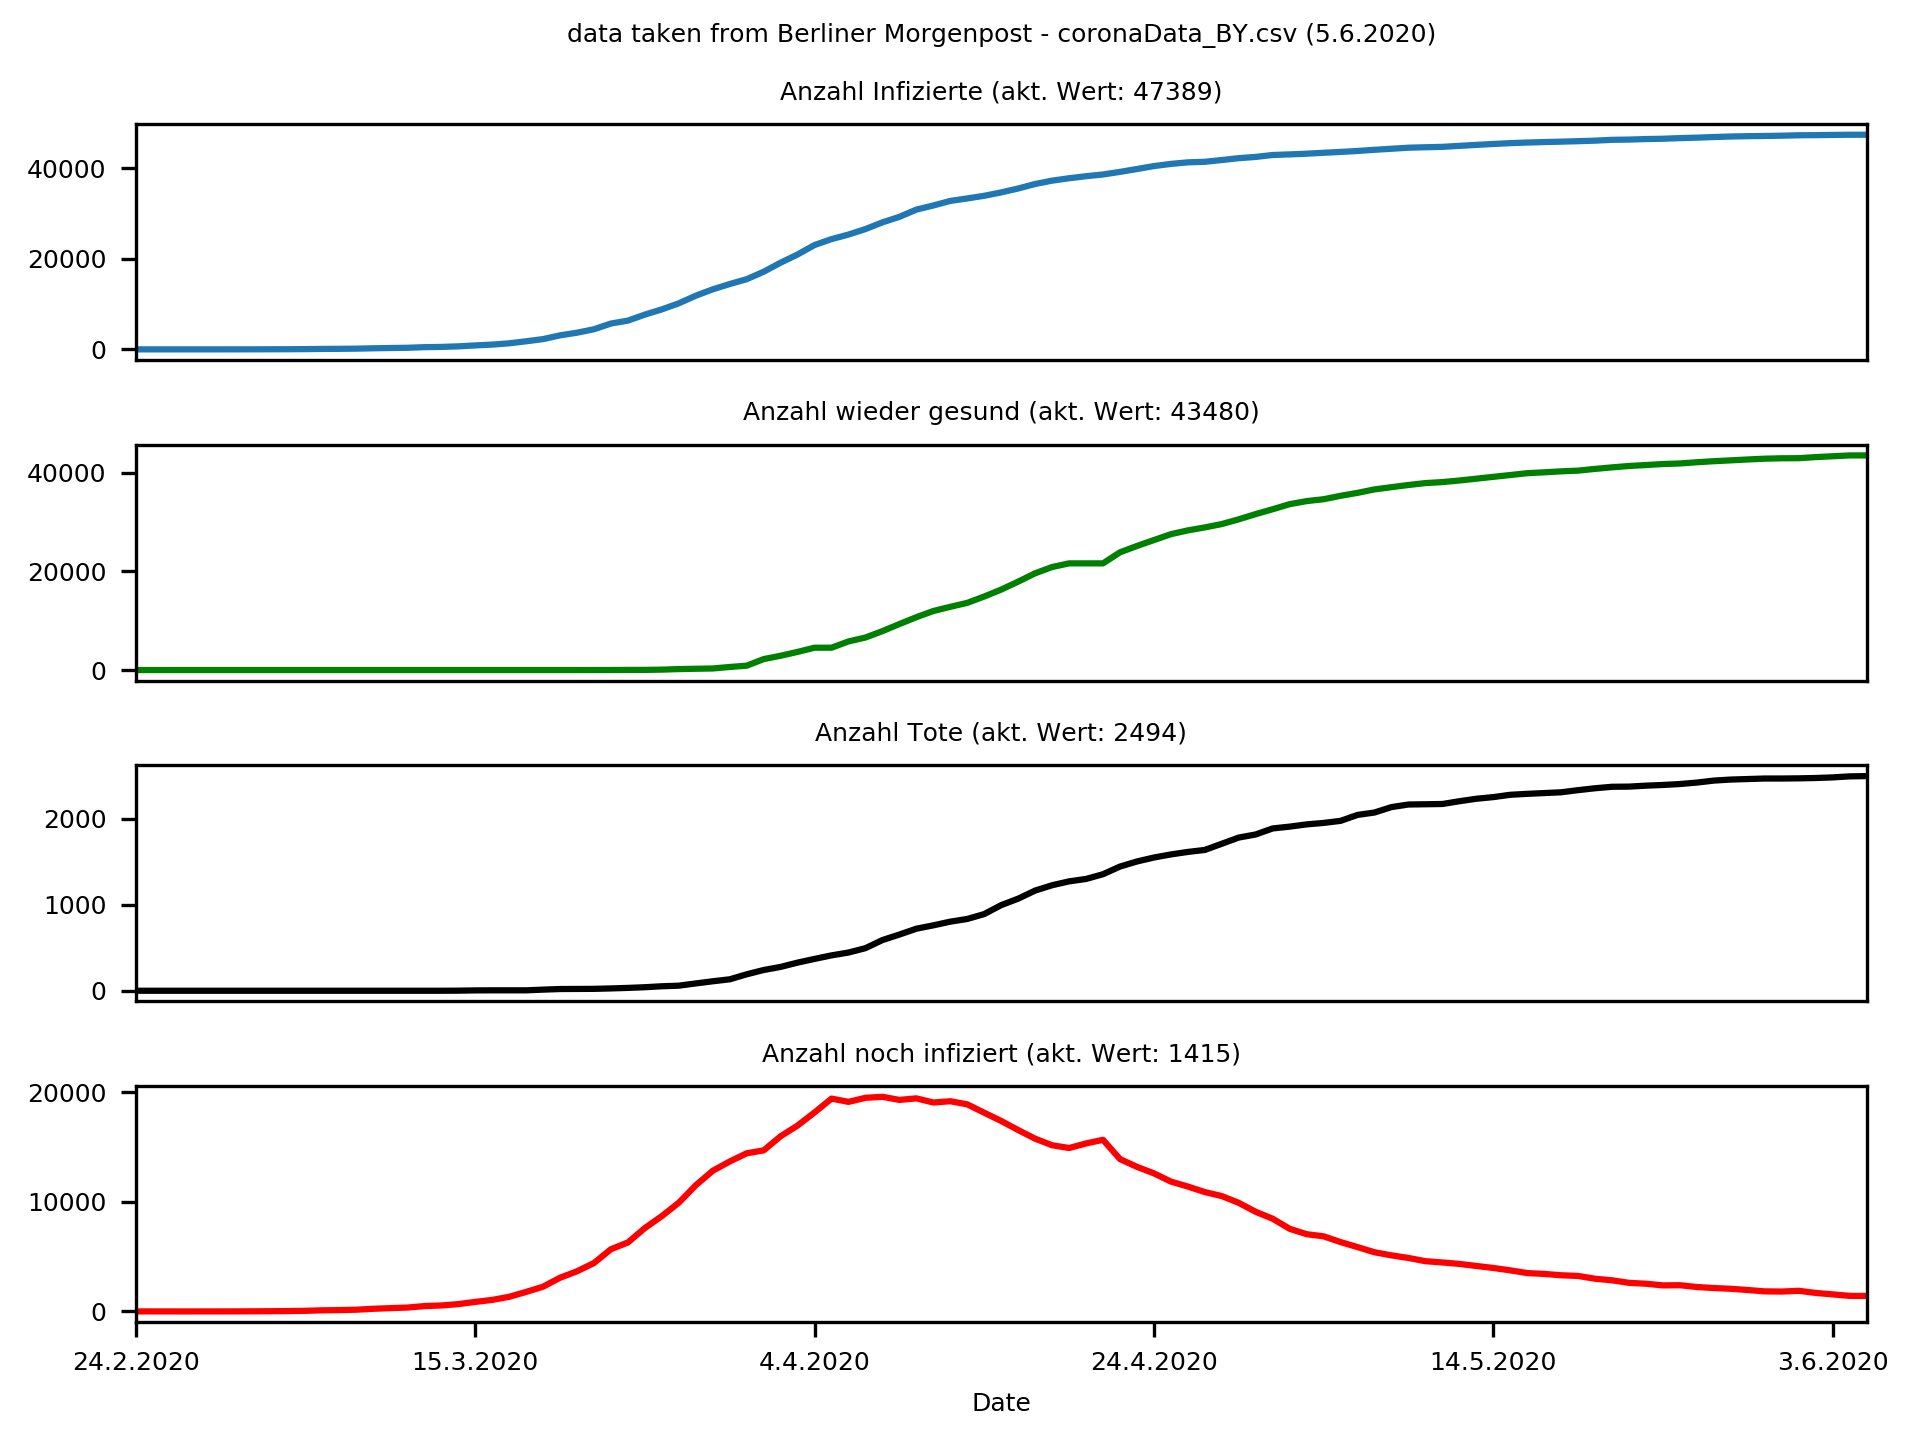 data taken from Berliner Morgenpost - coronaData_BY.csv (5.6.2020)
Anzahl Infizierte (akt. Wert: 47389)
40000
20000
0
Anzahl wieder gesund (akt. Wert: 43480)
40000
20000
0
Anzahl Tote (akt. Wert: 2494)
2000
1000
0
Anzahl noch infiziert (akt. Wert: 1415)
20000
10000
0
24.2.2020 15.3.2020 4.4.2020 24.4.2020 14.5.2020 3.6.2020
Date